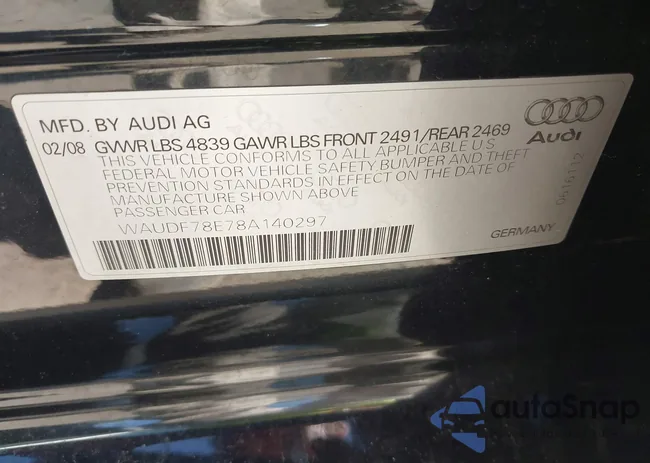 MFD. BY AUDI AG
02/08 GVWR LBS 4839 GAWR LBS FRONT 2491/REAR 2469
THIS VEHICLE CONFORMS TO ALL APPLICABLE U S
FEDERAL MOTOR VEHICLE SAFETY BUMPER AND THEFT
PREVENTION STANDARDS IN EFFECT ON THE DATE OF
MANUFACTURE SHOWN ABOVE
PASSENGER CAR
WAUDF78E78A140297
Audi
GERMANY
autoSnap